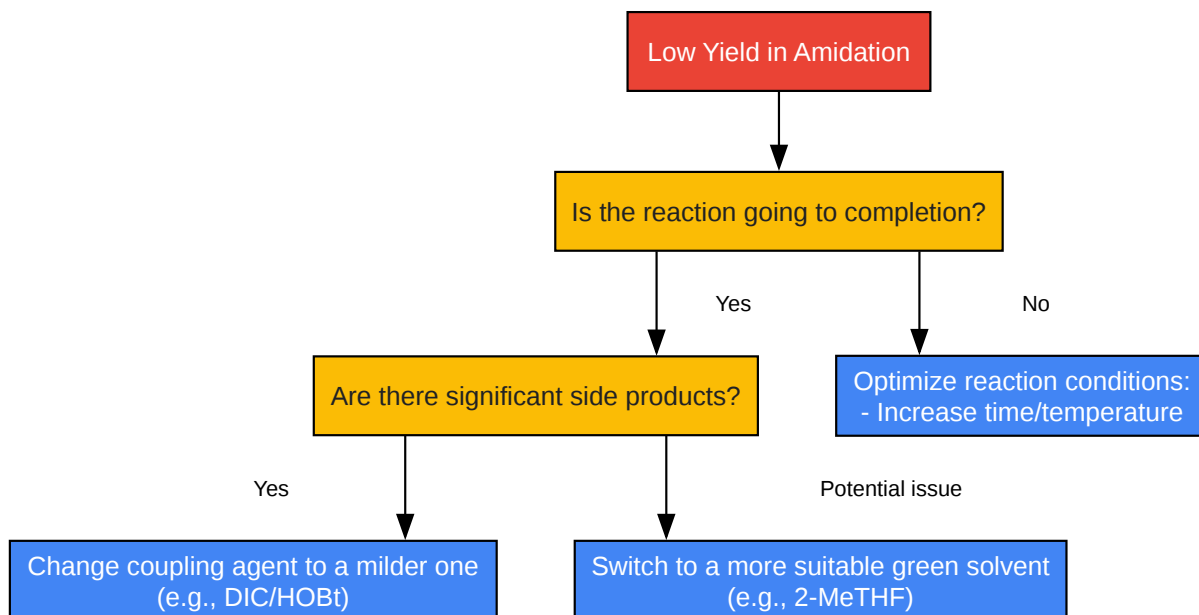 Low Yield in Amidation
Is the reaction going to completion?
Yes
No
Are there significant side products?
Optimize reaction conditions:
- Increase time/temperature
Yes
Potential issue
Change coupling agent to a milder one
(e.g., DIC/HOBt)
Switch to a more suitable green solvent
(e.g., 2-MeTHF)